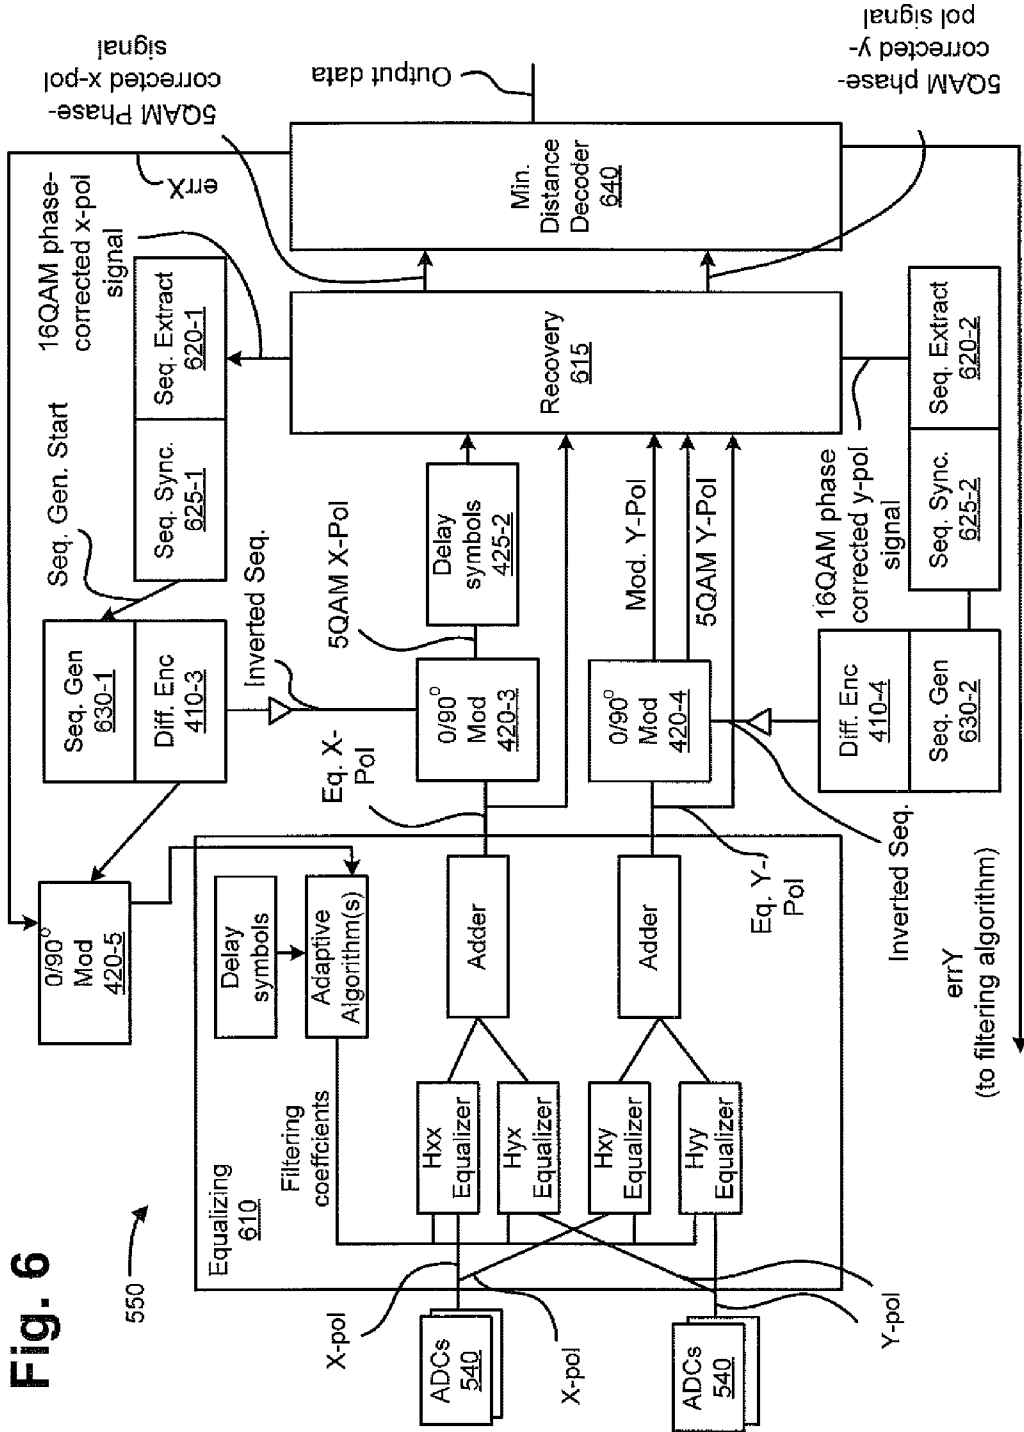 Fig. 6
550
ADCs
540
ADCs
540
X-pol
X-pol
Y-pol
Equalizing
610
Filtering
coeffcients
Delay
symbols
Adaptive
Algorithm(s)
Hxx
Equalizer
Hyx
Equalizer
Hxy
Equalizer
Hyy
Equalizer
Adder
Adder
0/90° 
Mod
420-5
Seq. Gen
630-1
Diff. Enc
410-3
Seq. Gen. Start
Seq. Sync.
625-1
Seq. Extract
620-1
Inverted Seq.
Eq. X-
Pol
0/90°
Mod
420-3
5QAM X-Pol
Delay
symbols
425-2
0/90°
Mod
420-4
Mod. Y-Pol
5QAM Y-Pol
Eq. Y-
Pol
Inverted Seq.
Diff. Enc
410-4
Seq. Gen
630-2
Seq. Sync.
625-2
Seq. Extract
620-2
16QAM phase
corrected y-pol
signal
16QAM phase-
corrected x-pol
signal
Recovery
615
Min.
Distance
Decoder
640
errX
Output data
5QAM Phase-
corrected x-pol
signal
5QAM phase-
corrected y-
pol signal
errY
(to filtering algorithm)